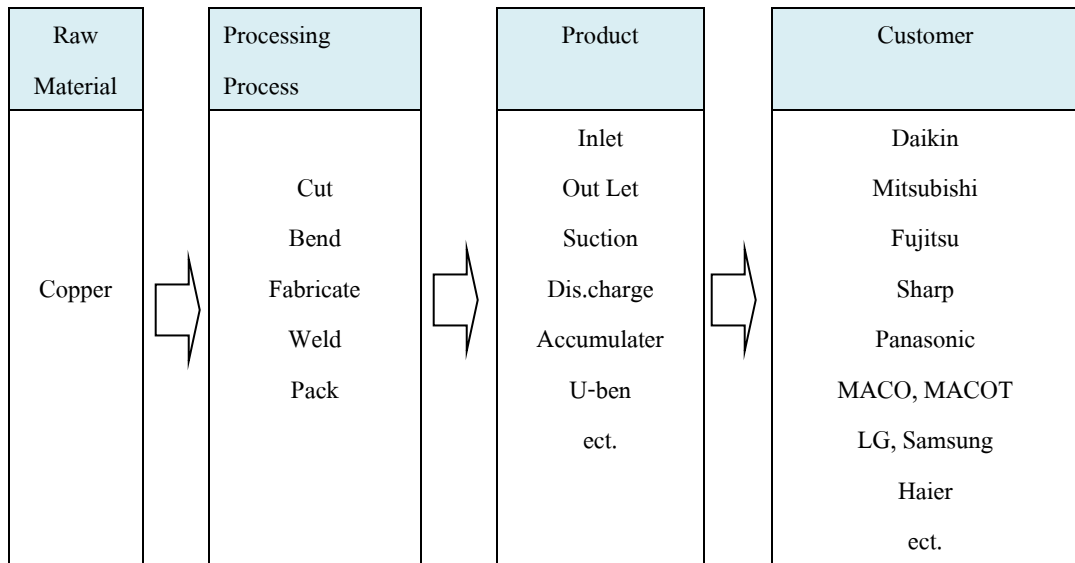 Raw
Material
Copper
Processing
Process
Cut
Bend
Fabricate
Weld
Pack
Product
Inlet
Out Let
Suction
Dis.charge
Accumulater
U-ben
ect.
Customer
Daikin
Mitsubishi
Fujitsu
Sharp
Panasonic
MACO, MACOT
LG, Samsung
Haier
ect.